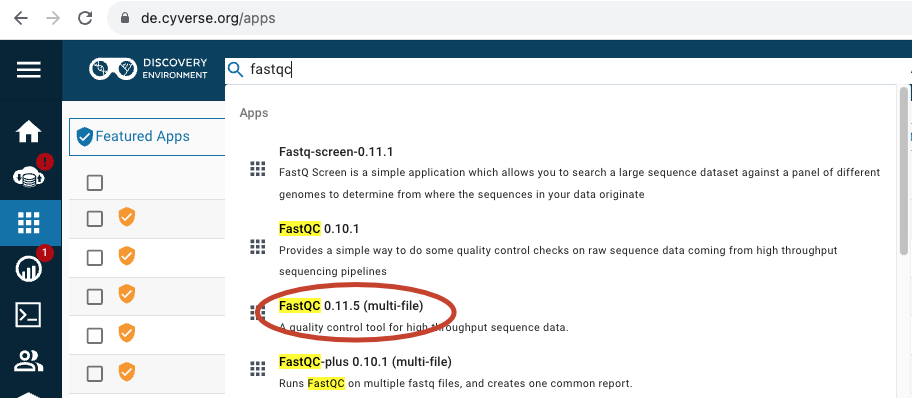 de.cyverse.org/apps
DISCOVERY
ENVIRONMENT
fastqc
Apps
Featured Apps
Fastq-screen-0.11.1
FastQ Screen is a simple application which allows you to search a large sequence dataset against a panel of different
genomes to determine from where the sequences in your data originate
!
FastQC 0.10.1
Provides a simple way to do some quality control checks on raw sequence data coming from high throughput
sequencing pipelines
1
FastQC 0.11.5 (multi-file)
A quality control tool for high throughput sequence data.
FastQC-plus 0.10.1 (multi-file)
Runs FastQC on multiple fastq files, and creates one common report.